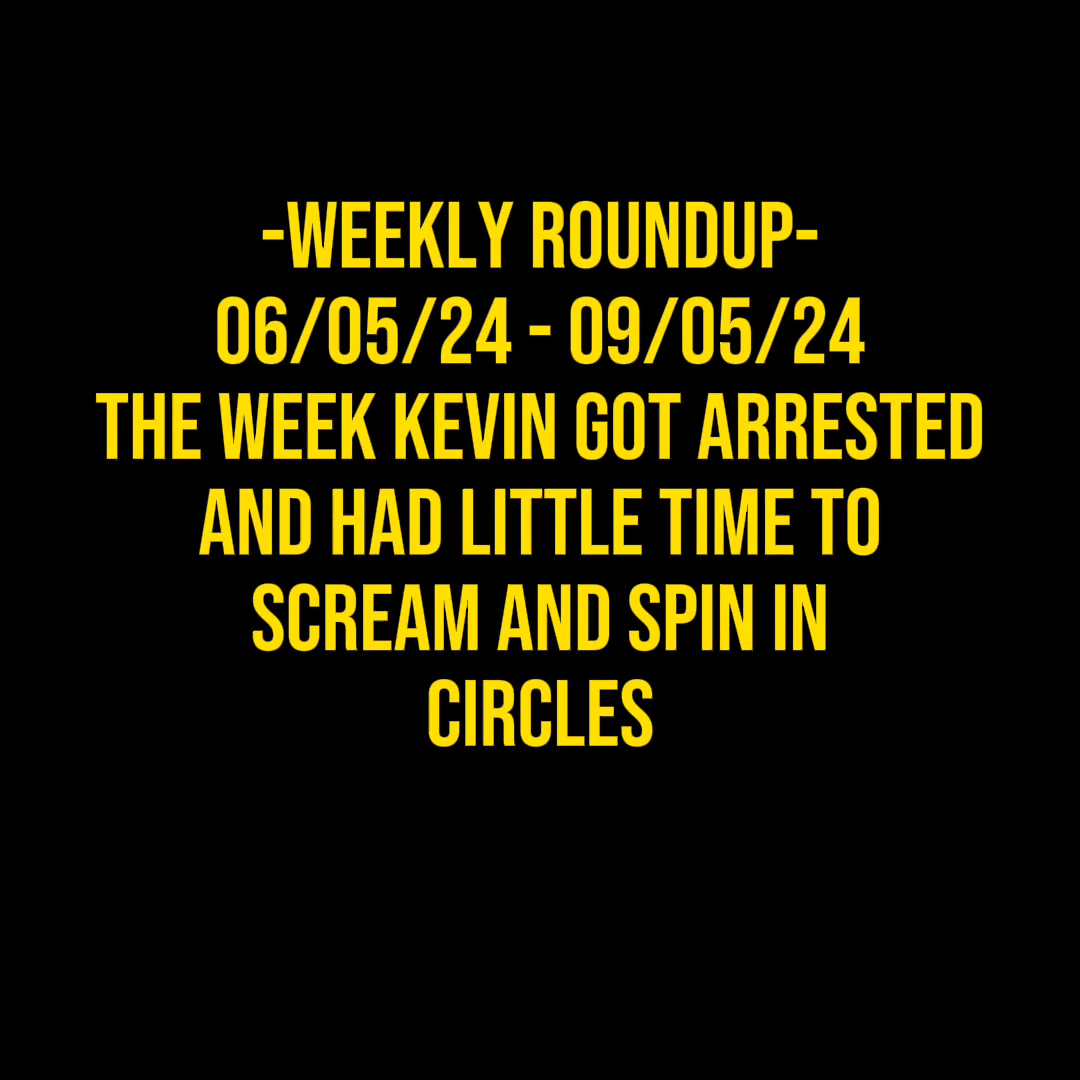 -WEEKLY ROUNDUP-
06/05/24 - 09/05/24
THE WEEK KEVIN GOT ARRESTED
AND HAD LITTLE TIME TO
SCREAM AND SPIN IN
CIRCLES